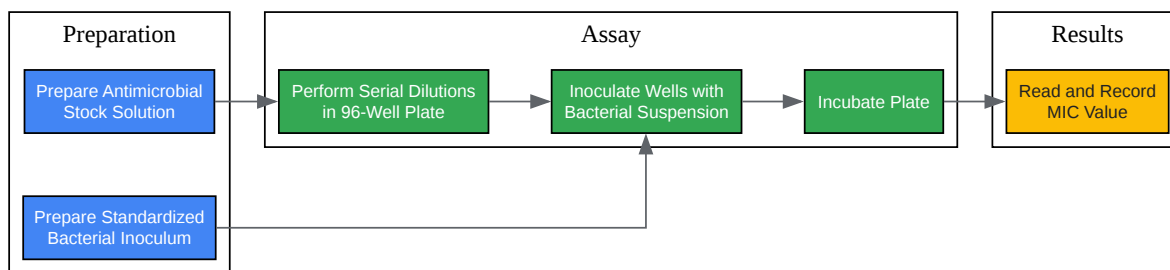 Preparation
Prepare Antimicrobial
Stock Solution
Prepare Standardized
Bacterial Inoculum
Assay
Perform Serial Dilutions
in 96-Well Plate
Inoculate Wells with
Bacterial Suspension
Incubate Plate
Results
Read and Record
MIC Value